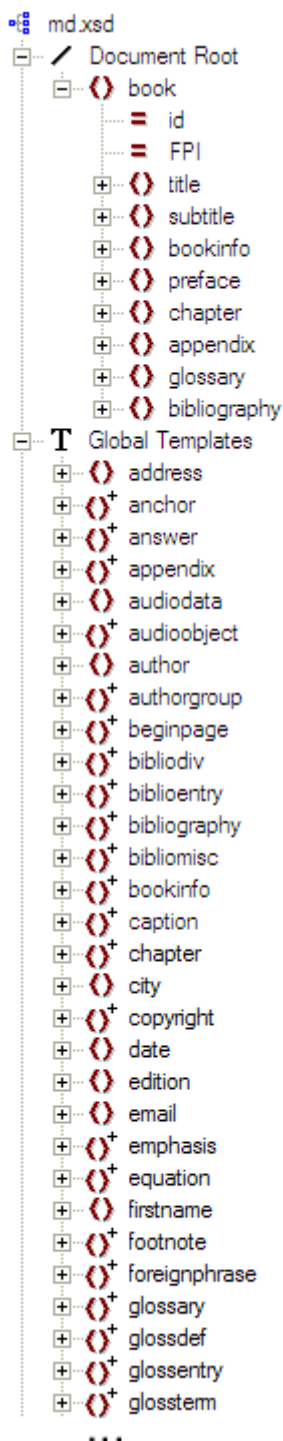 md.xsd
Document Root
book
id
FPI
title
subtitle
bookinfo
preface
chapter
appendix
glossary
bibliography
T Global Templates
address
anchor
answer
appendix
audiodata
audioobject
author
authorgroup
beginpage
bibliodiv
biblioentry
bibliography
bibliomisc
bookinfo
caption
chapter
city
copyright
date
edition
email
emphasis
equation
firstname
footnote
foreignphrase
glossary
glossdef
glossentry
glossterm
...